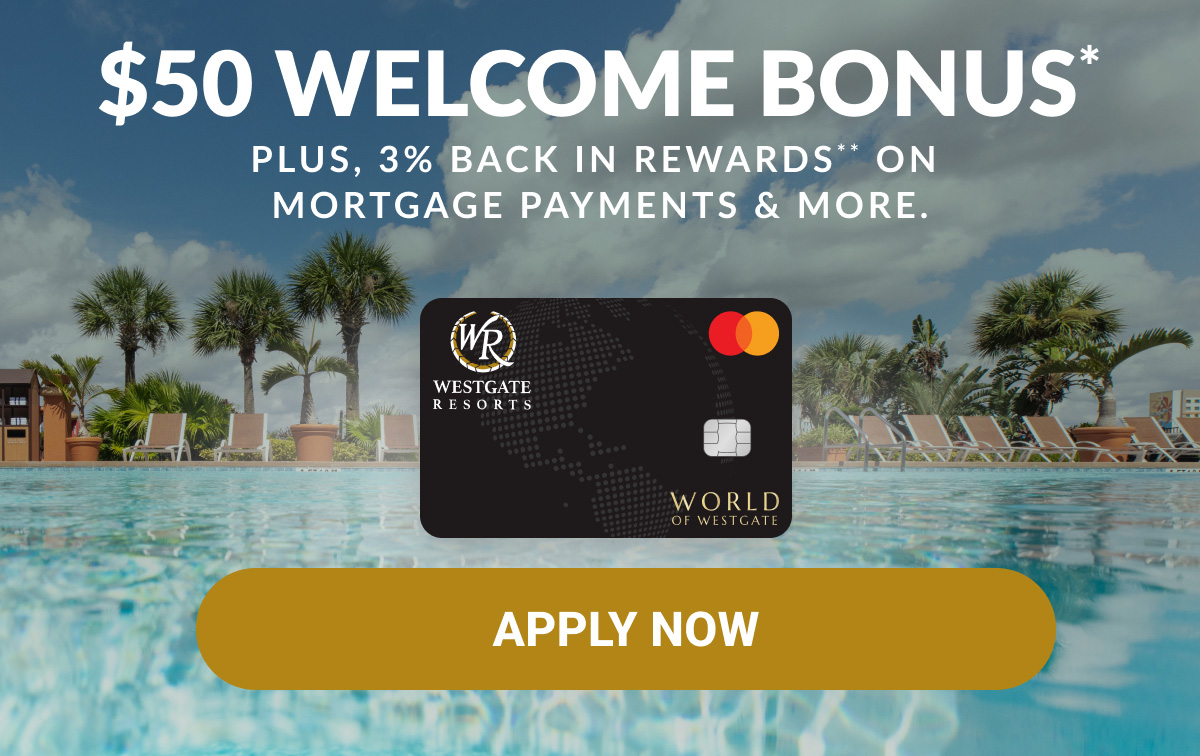 $50 WELCOME BONUS*
PLUS, 3% BACK IN REWARDS** ON
MORTGAGE PAYMENTS & MORE.
WR
WESTGATE
RESORTS
WORLD
OF WESTGATE
APPLY NOW